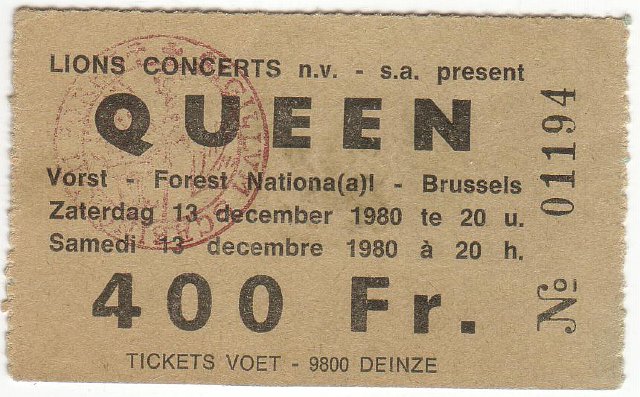 LIONS CONCERTS n.v. - s.a. present
QUEEN
Vorst - Forest Nationa(a)l - Brussels
Zaterdag 13 december 1980 te 20 u.
Samedi 13 decembre 1980 à 20 h.
400 Fr.
TICKETS VOET - 9800 DEINZE
Nº 01194